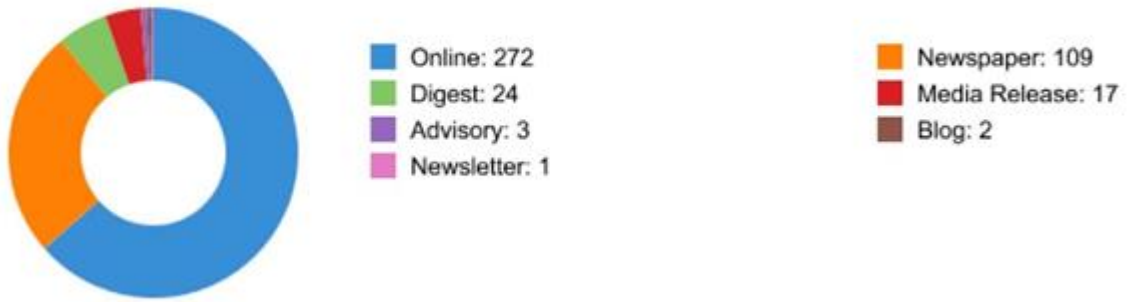 Online: 272
Newspaper: 109
Digest: 24
Media Release: 17
Advisory: 3
Blog: 2
Newsletter: 1